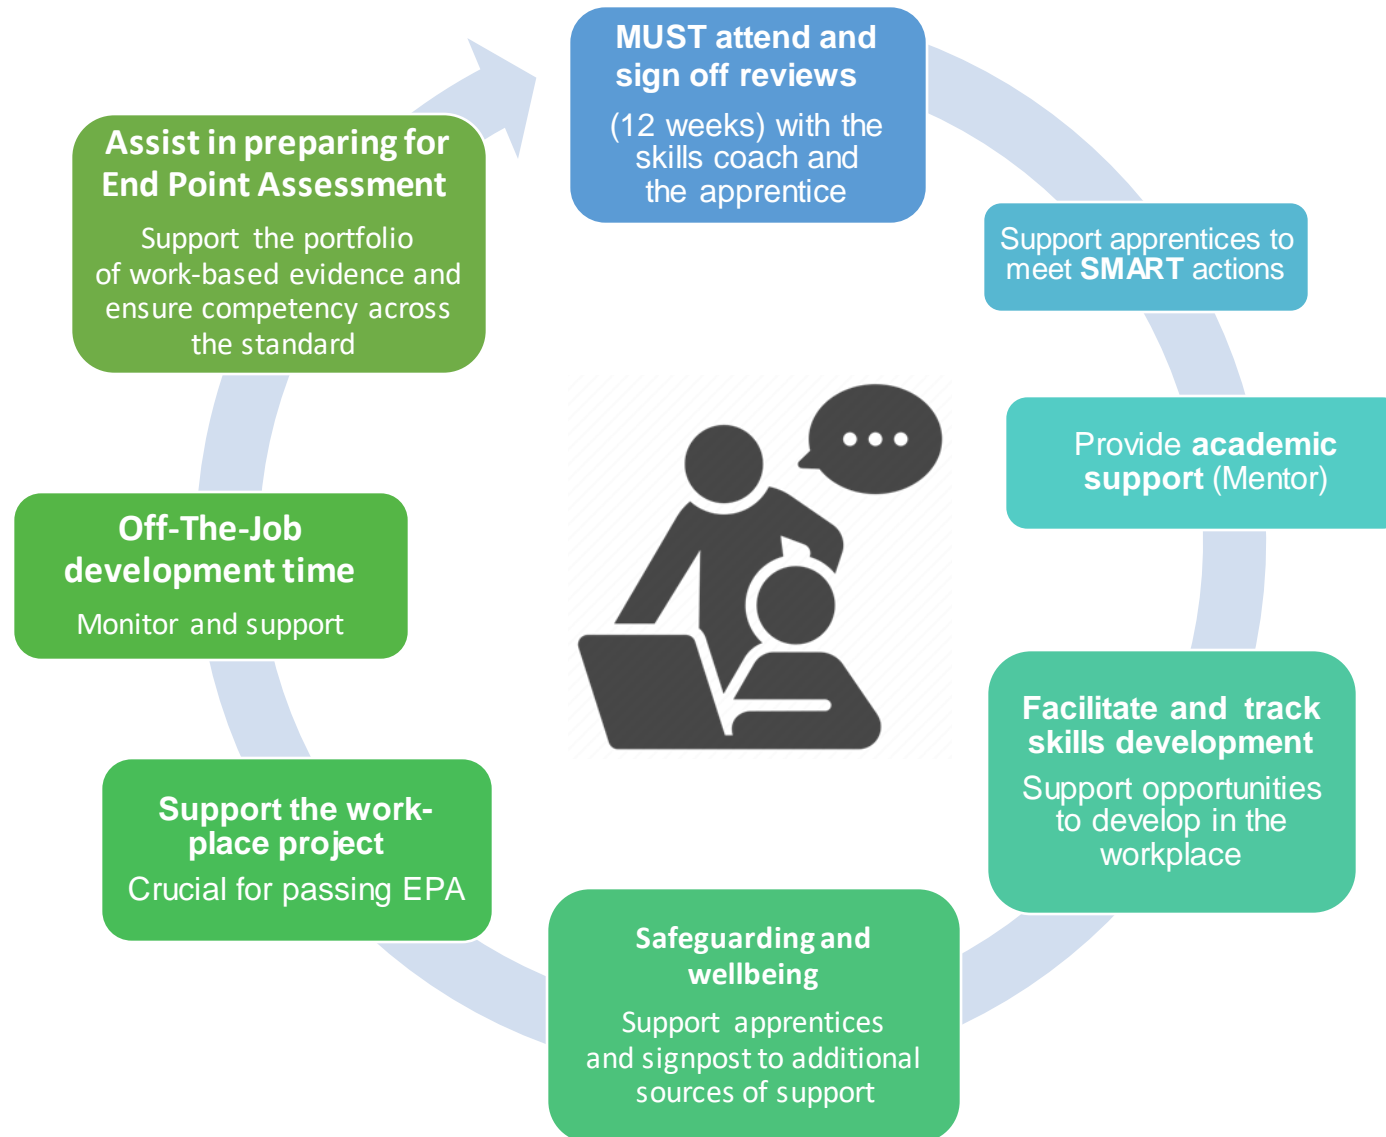 MUST attend and
sign off reviews
(12 weeks) with the
skills coach and
the apprentice
Support apprentices to
meet SMART actions
Provide academic
support (Mentor)
Facilitate and track
skills development
Support opportunities
to develop in the
workplace
Safeguarding and
wellbeing
Support apprentices
and signpost to additional
sources of support
Support the work-
place project
Crucial for passing EPA
Off-The-Job
development time
Monitor and support
Assist in preparing for
End Point Assessment
Support the portfolio
of work-based evidence and
ensure competency across
the standard